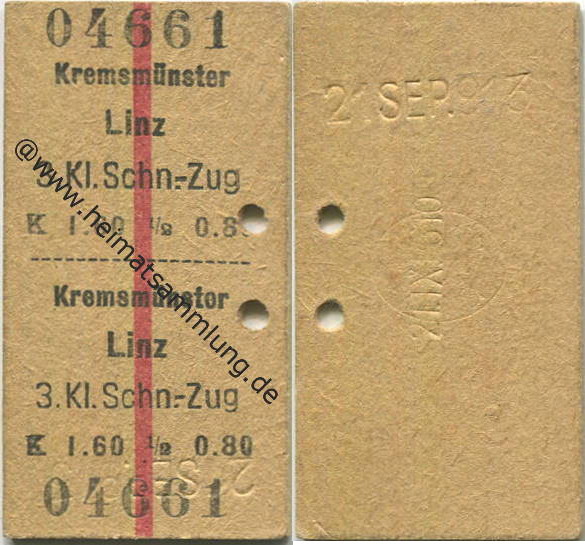 04661
Kremsmünster
Linz
3.Kl.Schn.-Zug
K 1.60 ½ 0.80
Kremsmünster
Linz
3.Kl.Schn.-Zug
K 1.60 ½ 0.80
04661
@www.heimatsammlung.de
21.SEP.